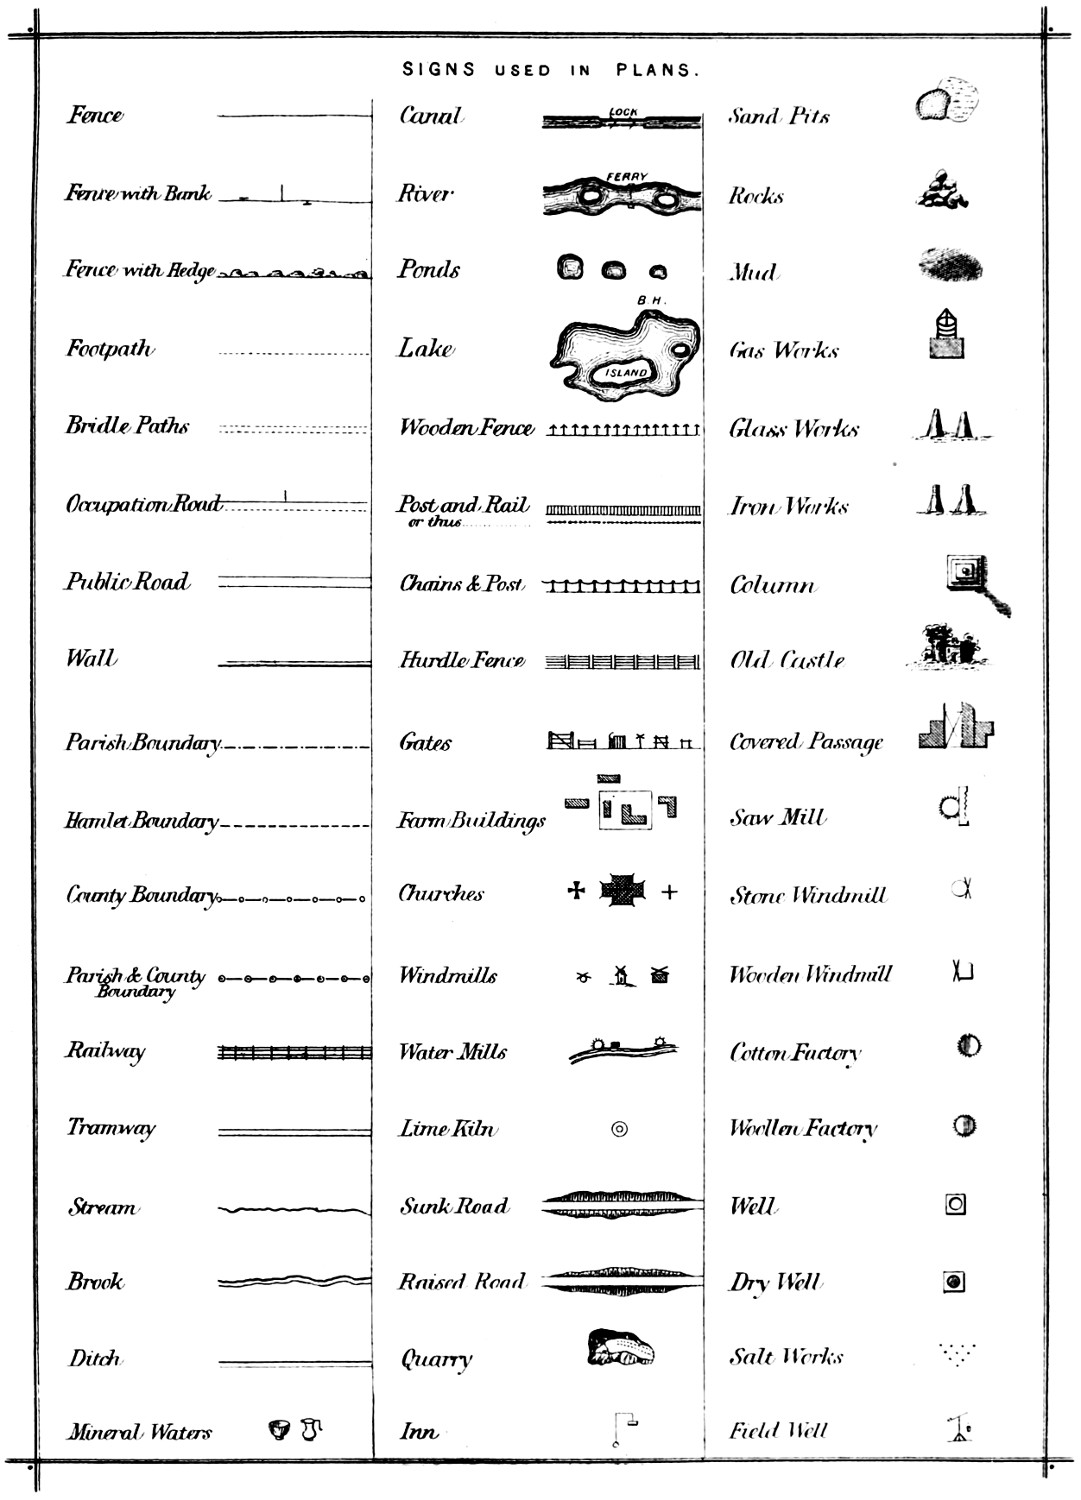 SIGNS USED IN PLANS.
Fence
Fence with Bank
Fence with Hedge
Footpath
Bridle Paths
Occupation Road
Public Road
Wall
Parish Boundary
Hamlet Boundary
County Boundary
Parish & County
Boundary
Railway
Tramway
Stream
Brook
Ditch
Mineral Waters
Canal
LOCK
River
FERRY
Ponds
B.H.
Lake
ISLAND
Wooden Fence
Post and Rail
or thus
Chains & Post
Hurdle Fence
Gates
Farm Buildings
Churches
Windmills
Water Mills
Lime Kiln
Sunk Road
Raised Road
Quarry
Inn
Sand Pits
Rocks
Mud
Gas Works
Glass Works
Iron Works
Column
Old Castle
Covered Passage
Saw Mill
Stone Windmill
Wooden Windmill
Cotton Factory
Woollen Factory
Well
Dry Well
Salt Works
Field Well